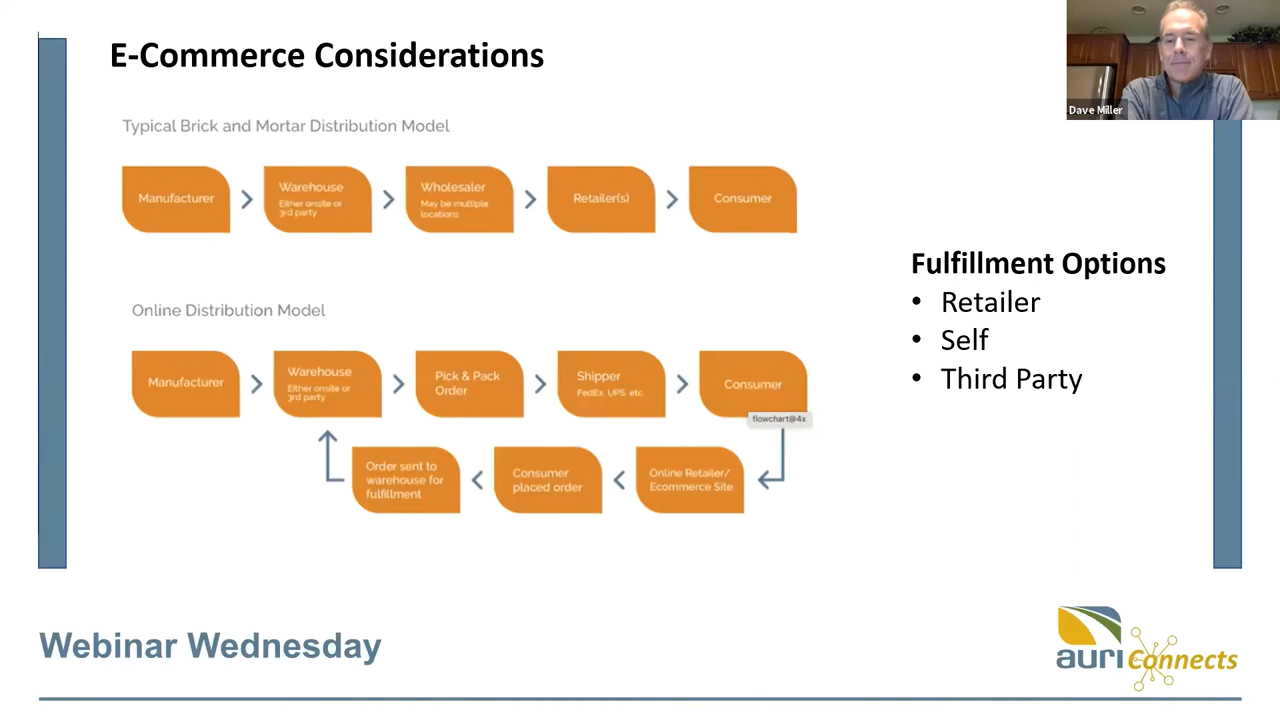 E-Commerce Considerations
Dave Miller
Typical Brick and Mortar Distribution Model
Manufacturer
Warehouse
Either onsite or
3rd party
Wholesaler
May be multiple
locations
Retailer(s)
Consumer
Fulfillment Options
• Retailer
• Self
• Third Party
Online Distribution Model
Manufacturer
Warehouse
Either onsite or
3rd party
Pick & Pack
Order
Shipper
FedEx, UPS, etc
Consumer
flowchart@4x
Order sent to
warehouse for
fulfillment
Consumer
placed order
Online Retailer/
Ecommerce Site
Webinar Wednesday
auri Connects